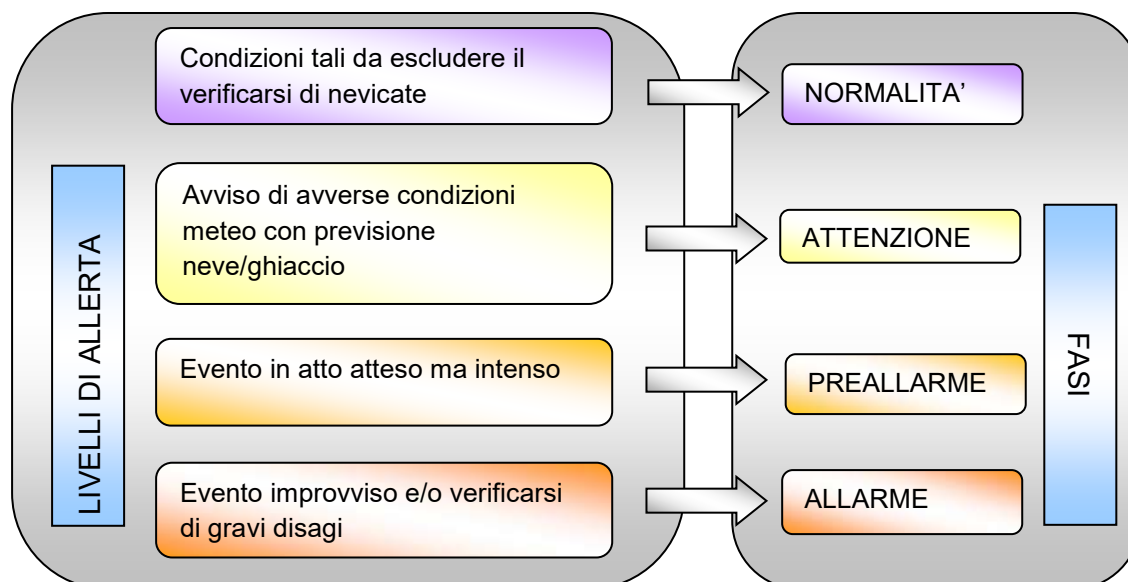 LIVELLI DI ALLERTA
Condizioni tali da escludere il
verificarsi di nevicate
NORMALITA’
Avviso di avverse condizioni
meteo con previsione
neve/ghiaccio
ATTENZIONE
Evento in atto atteso ma intenso
PREALLARME
Evento improvviso e/o verificarsi
di gravi disagi
ALLARME
FASI